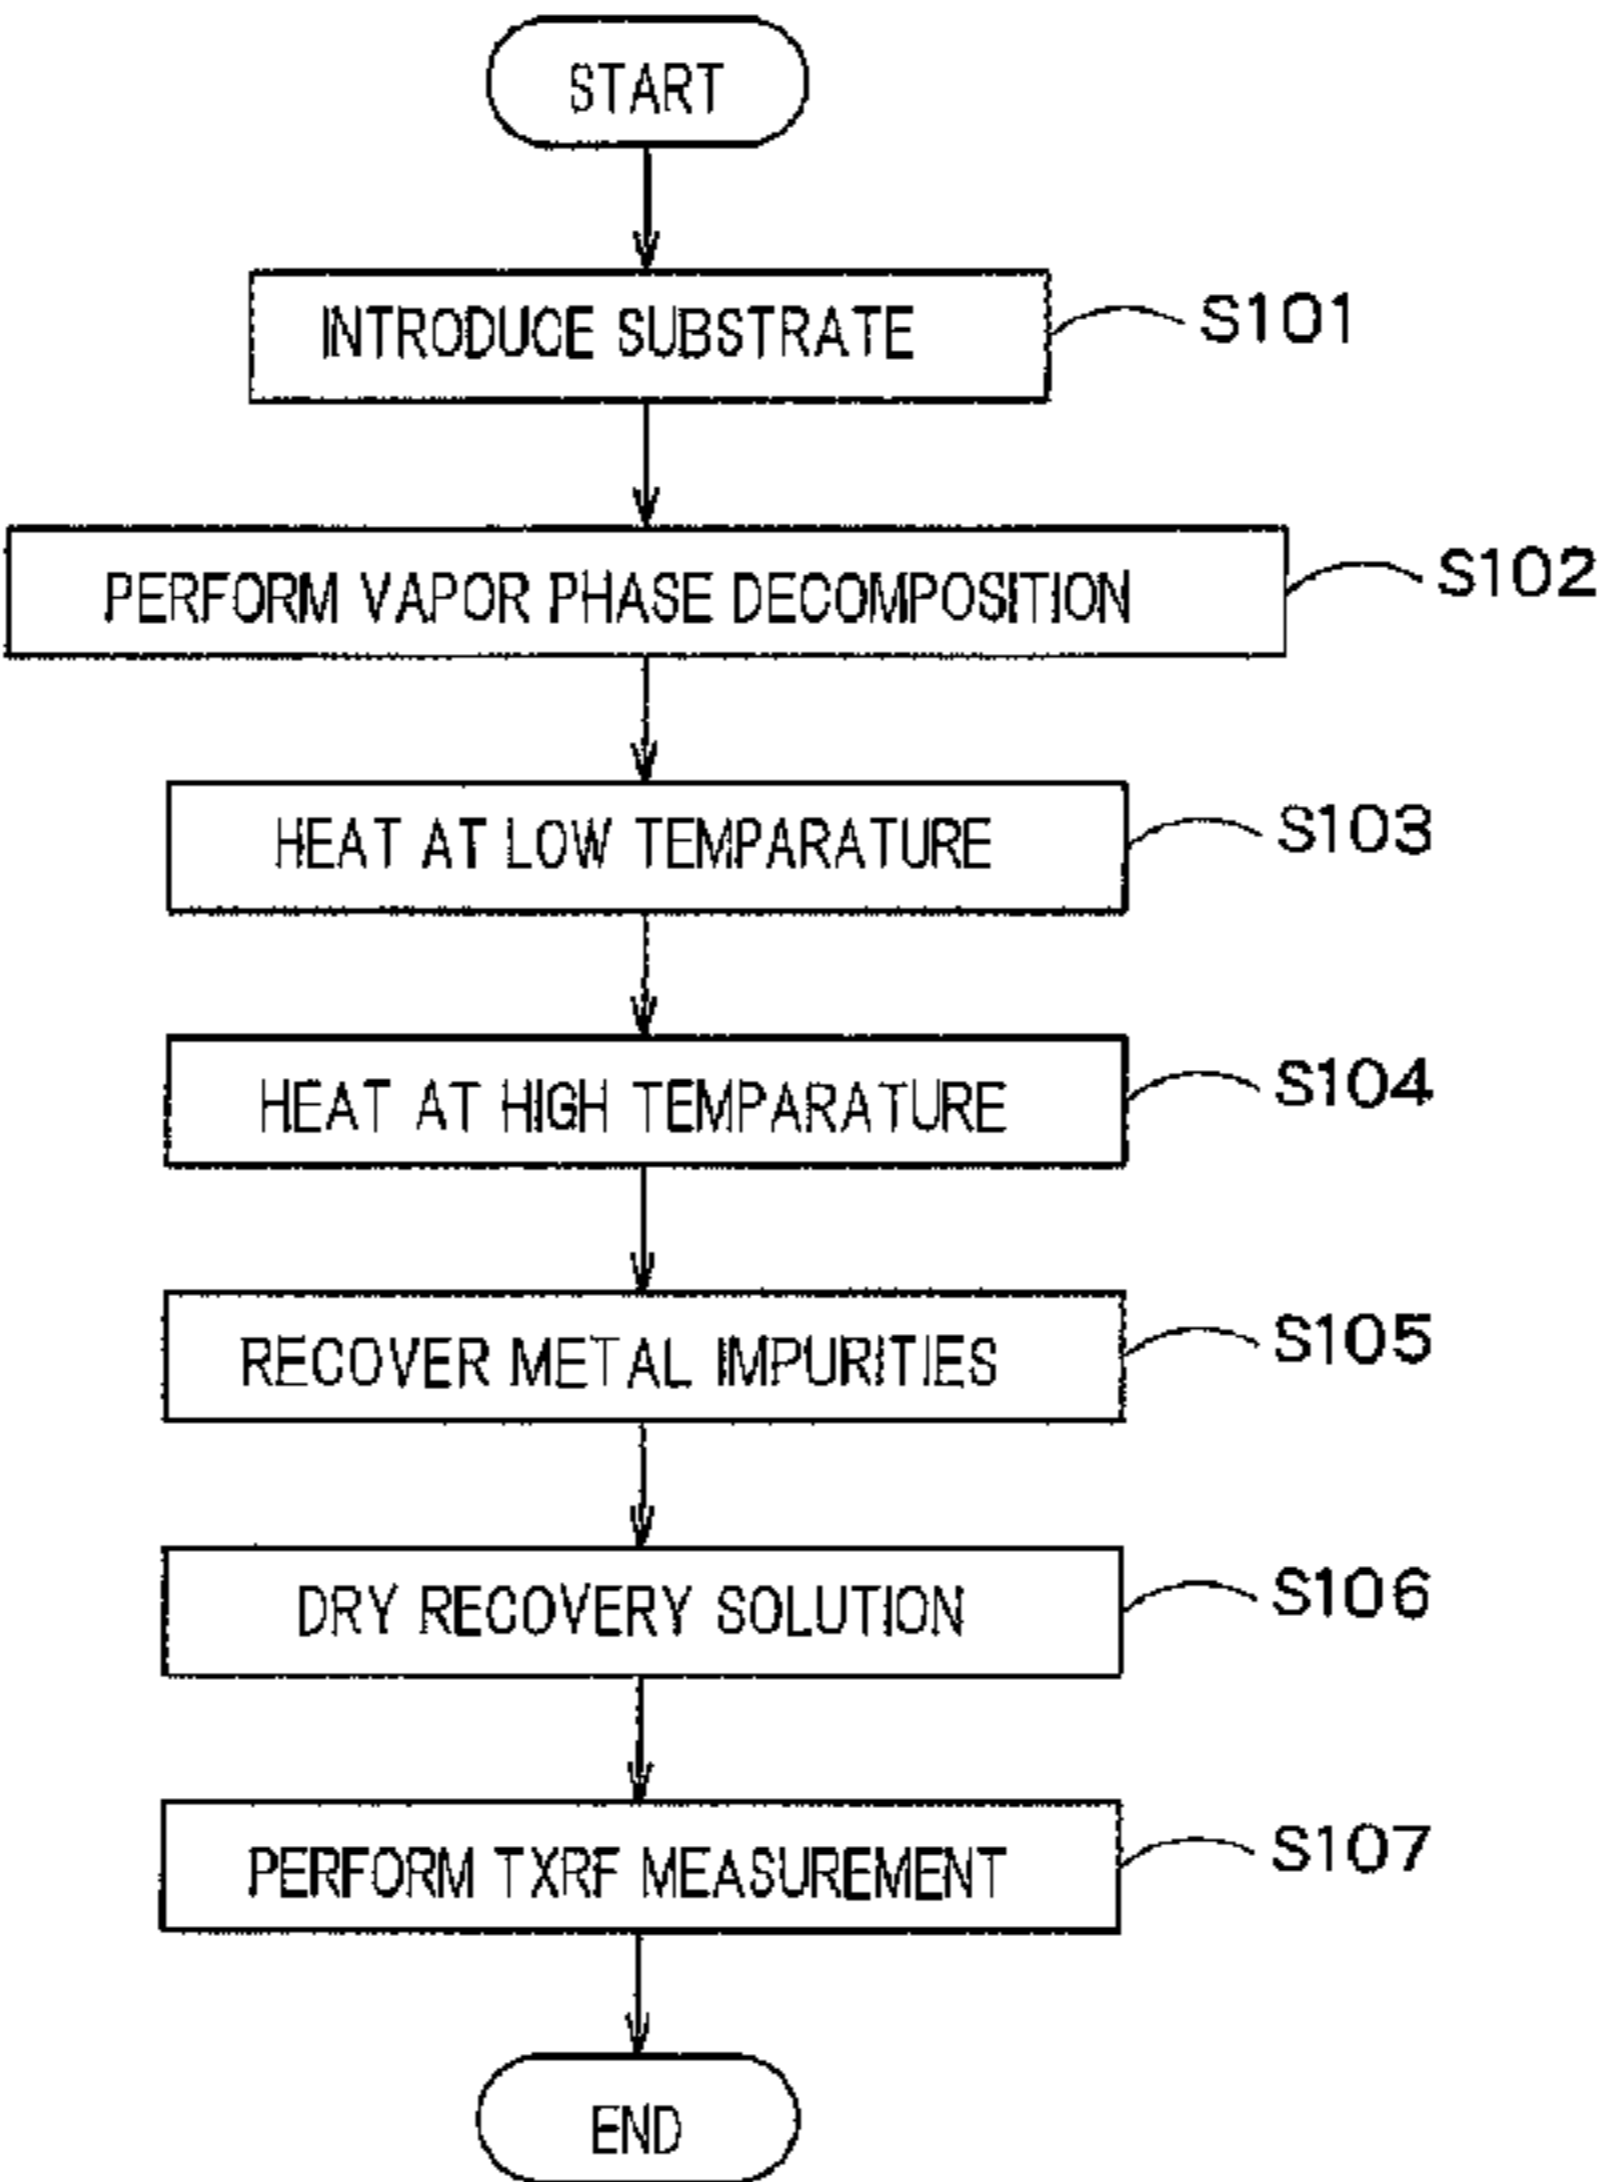 START
INTRODUCE SUBSTRATE
S101
PERFORM VAPOR PHASE DECOMPOSITION
S102
HEAT AT LOW TEMPARATURE
S103
HEAT AT HIGH TEMPARATURE
S104
RECOVER METAL IMPURITIES
S105
DRY RECOVERY SOLUTION
S106
PERFORM TXRF MEASUREMENT
S107
END